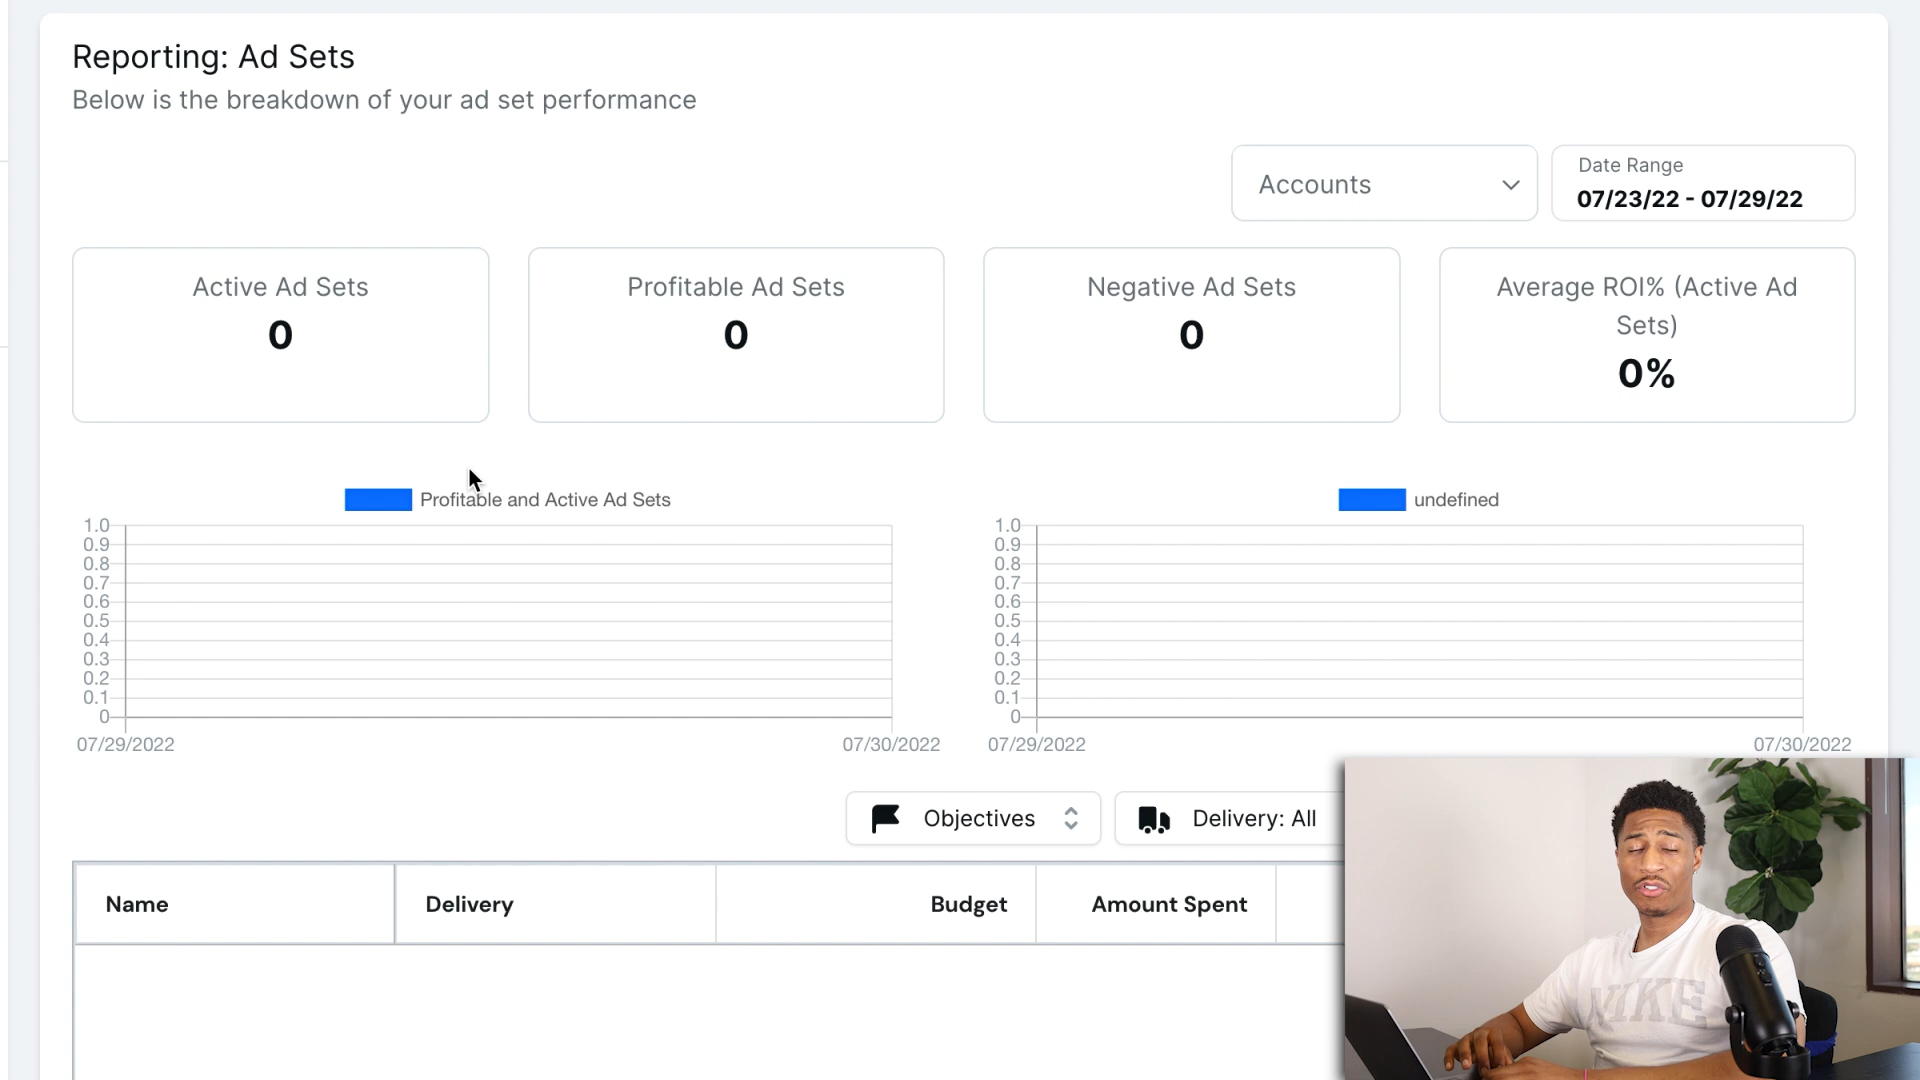 Reporting: Ad Sets
Below is the breakdown of your ad set performance
Accounts
Date Range
07/23/22 - 07/29/22
Active Ad Sets
0
Profitable Ad Sets
0
Negative Ad Sets
0
Average ROI% (Active Ad
Sets)
0%
Profitable and Active Ad Sets
1.0
0.9
0.8
0.7
0.6
0.5
0.4
0.3
0.2
0.1
0
07/29/2022
07/30/2022
undefined
1.0
0.9
0.8
0.7
0.6
0.5
0.4
0.3
0.2
0.1
0
07/29/2022
07/30/2022
Objectives
Delivery: All
Name
Delivery
Budget
Amount Spent
NIKE